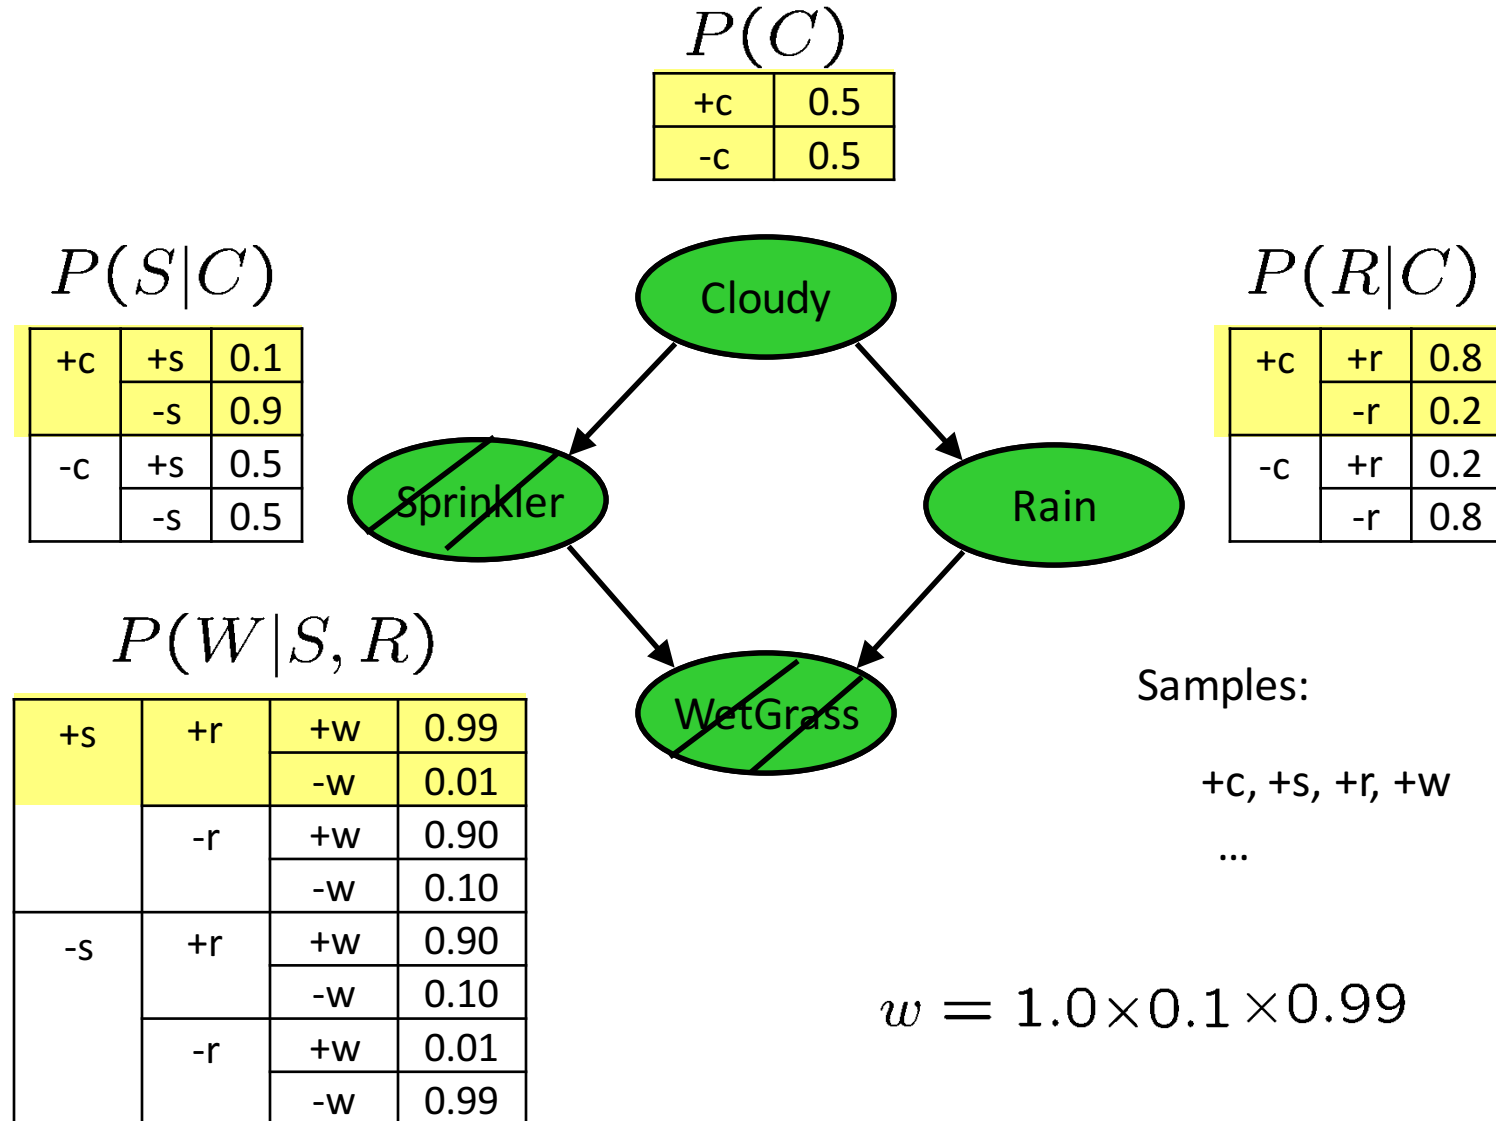 P(C)
+c 0.5
-c 0.5
P(S|C)
+c +s 0.1
-s 0.9
-c +s 0.5
-s 0.5
Cloudy
P(R|C)
+c +r 0.8
-r 0.2
-c +r 0.2
-r 0.8
Sprinkler
Rain
P(W|S, R)
+s +r +w 0.99
-w 0.01
-r +w 0.90
-w 0.10
-s +r +w 0.90
-w 0.10
-r +w 0.01
-w 0.99
WetGrass
Samples:
+c, +s, +r, +w
...
w = 1.0 × 0.1 × 0.99